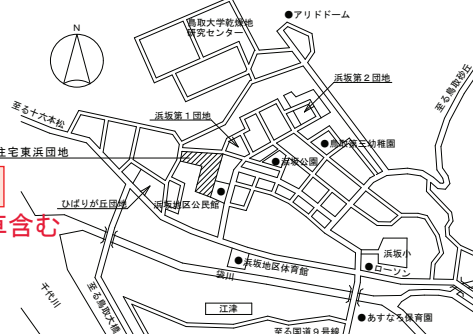 N
アリドドーム
鳥取大学乾燥地
研究センター
浜坂第２団地
至る鳥取砂丘
至る十六本松
浜坂第１団地
鳥取第三幼稚園
住宅東浜団地
浜坂公園
ひばりが丘団地
浜坂地区公民館
車含む
浜坂小
浜坂地区体育館
ローソン
袋川
千代川
至る鳥取大橋
江津
あすなろ保育園
至る国道９号線